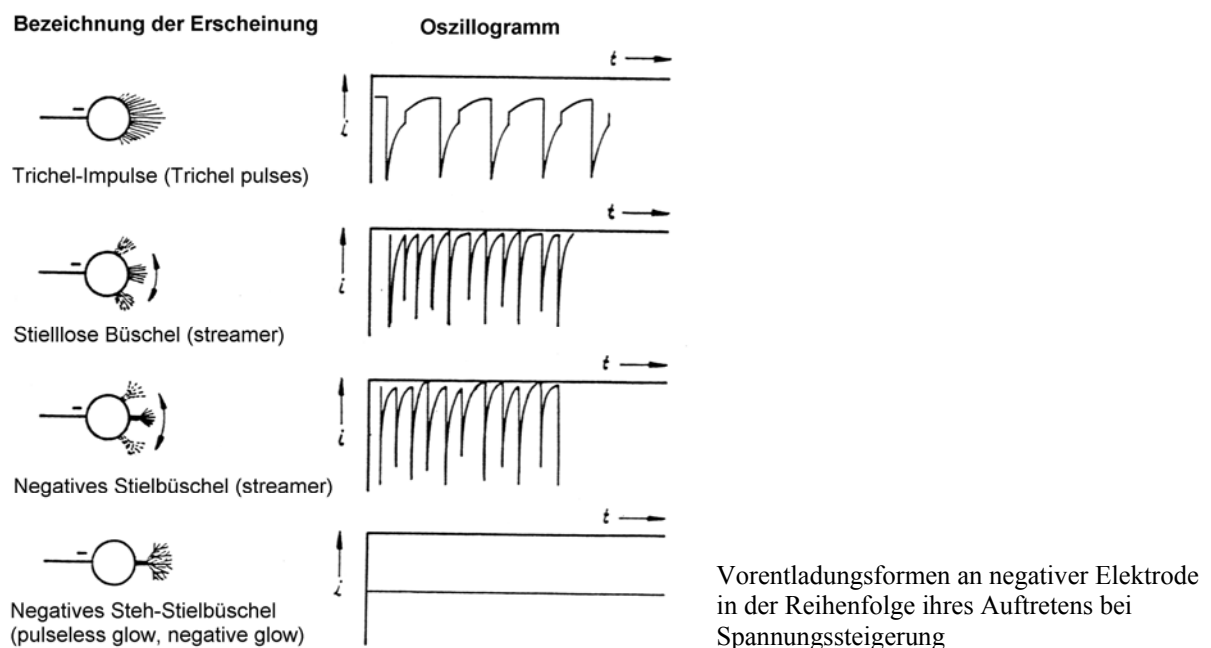 Bezeichnung der Erscheinung
Oszillogramm
t
i
−
Trichel-Impulse (Trichel pulses)
t
i
−
Stielllose Büschel (streamer)
t
i
−
Negatives Stielbüschel (streamer)
t
i
−
Negatives Steh-Stielbüschel
(pulseless glow, negative glow)
Vorentladungsformen an negativer Elektrode
in der Reihenfolge ihres Auftretens bei
Spannungssteigerung